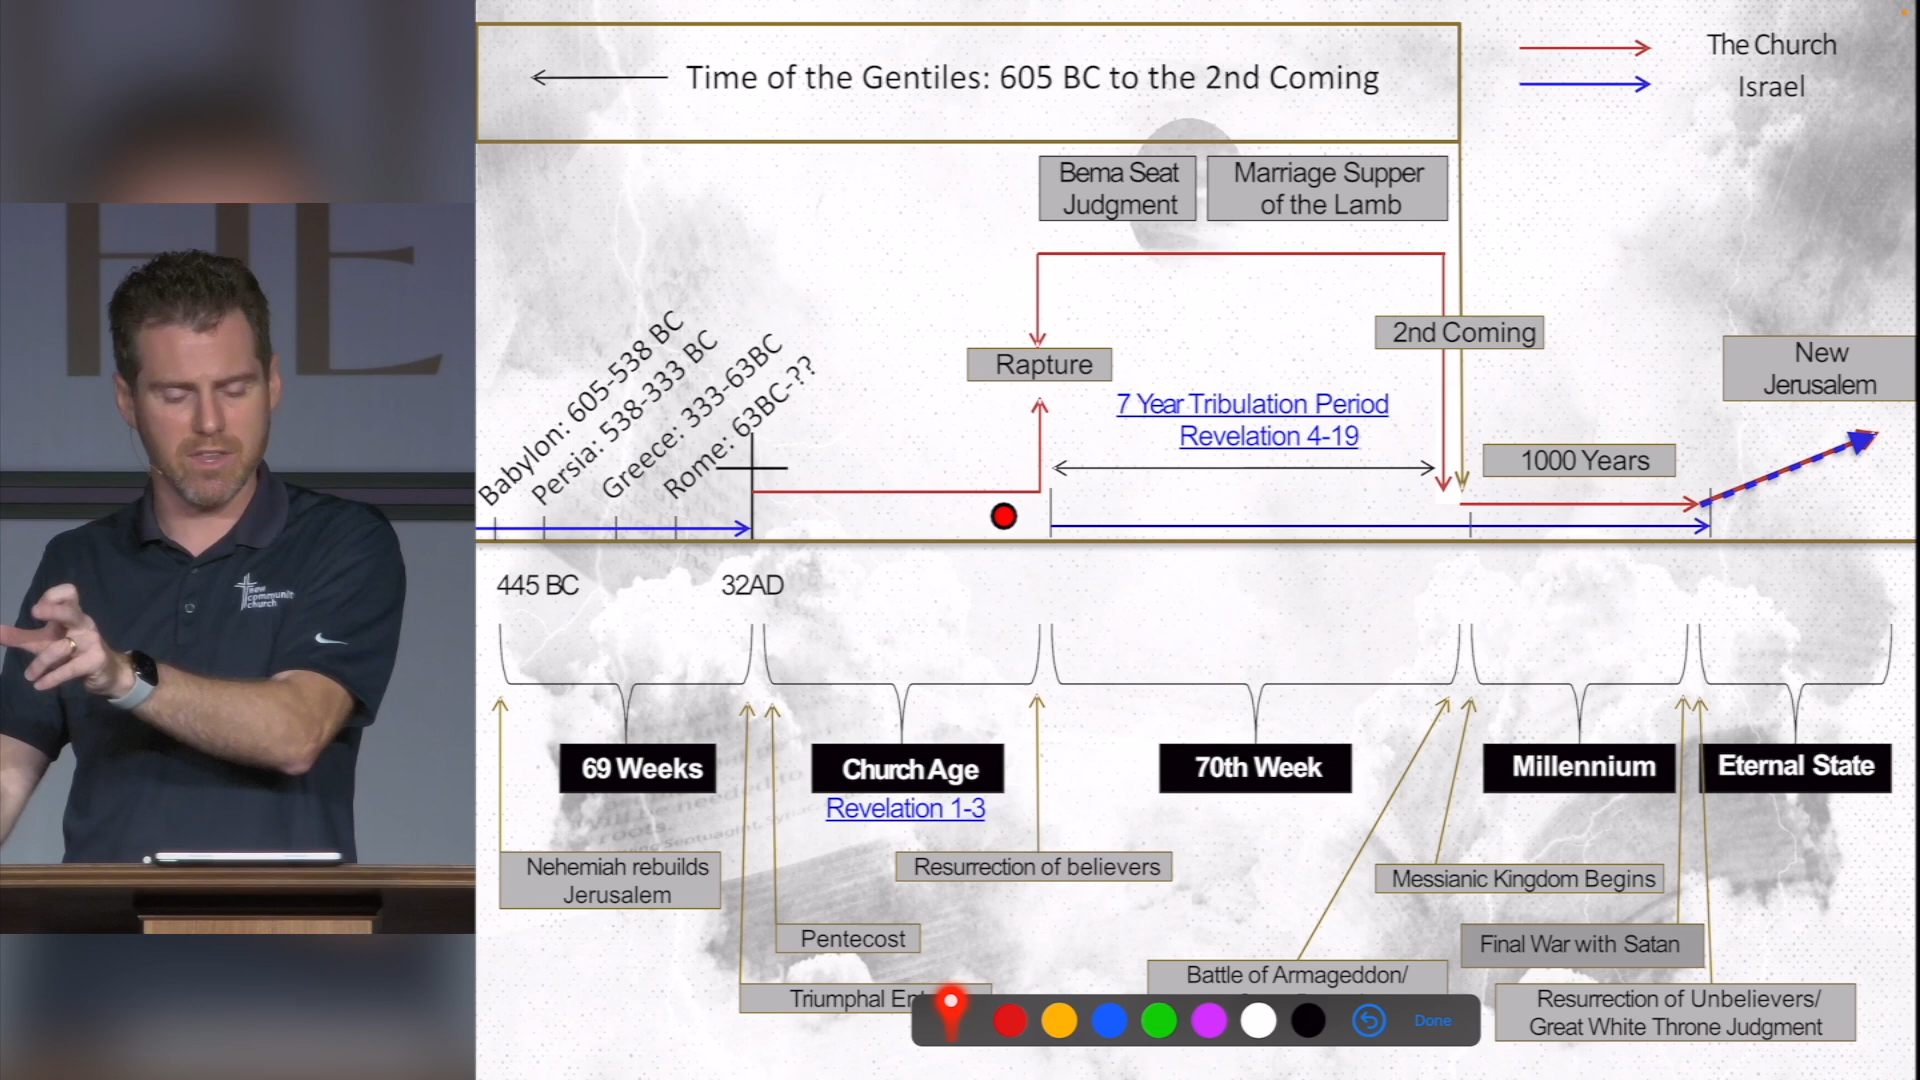 HE
new
community
church
Time of the Gentiles: 605 BC to the 2nd Coming
The Church
Israel
Bema Seat
Judgment
Marriage Supper
of the Lamb
Rapture
2nd Coming
New
Jerusalem
7 Year Tribulation Period
Revelation 4-19
1000 Years
Babylon: 605-538 BC
Persia: 538-333 BC
Greece: 333-63BC
Rome: 63BC-??
445 BC
32AD
69 Weeks
Church Age
Revelation 1-3
70th Week
Millennium
Eternal State
Nehemiah rebuilds
Jerusalem
Resurrection of believers
Messianic Kingdom Begins
Pentecost
Final War with Satan
Battle of Armageddon/
Triumphal
Resurrection of Unbelievers/
Great White Throne Judgment
Done